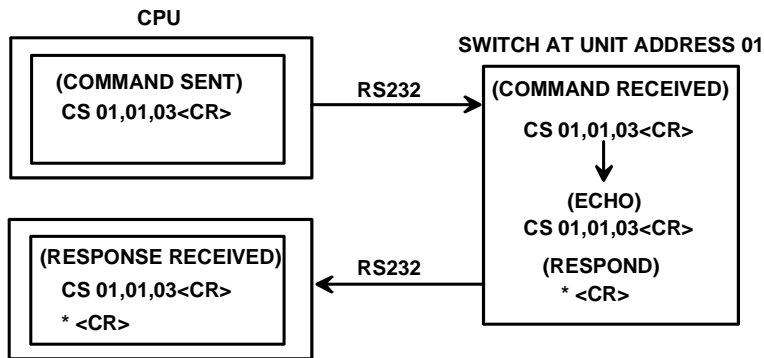 CPU
(COMMAND SENT)
CS 01,01,03<CR>
RS232
SWITCH AT UNIT ADDRESS 01
(COMMAND RECEIVED)
CS 01,01,03<CR>
(ECHO)
CS 01,01,03<CR>
(RESPOND)
* <CR>
RS232
(RESPONSE RECEIVED)
CS 01,01,03<CR>
* <CR>